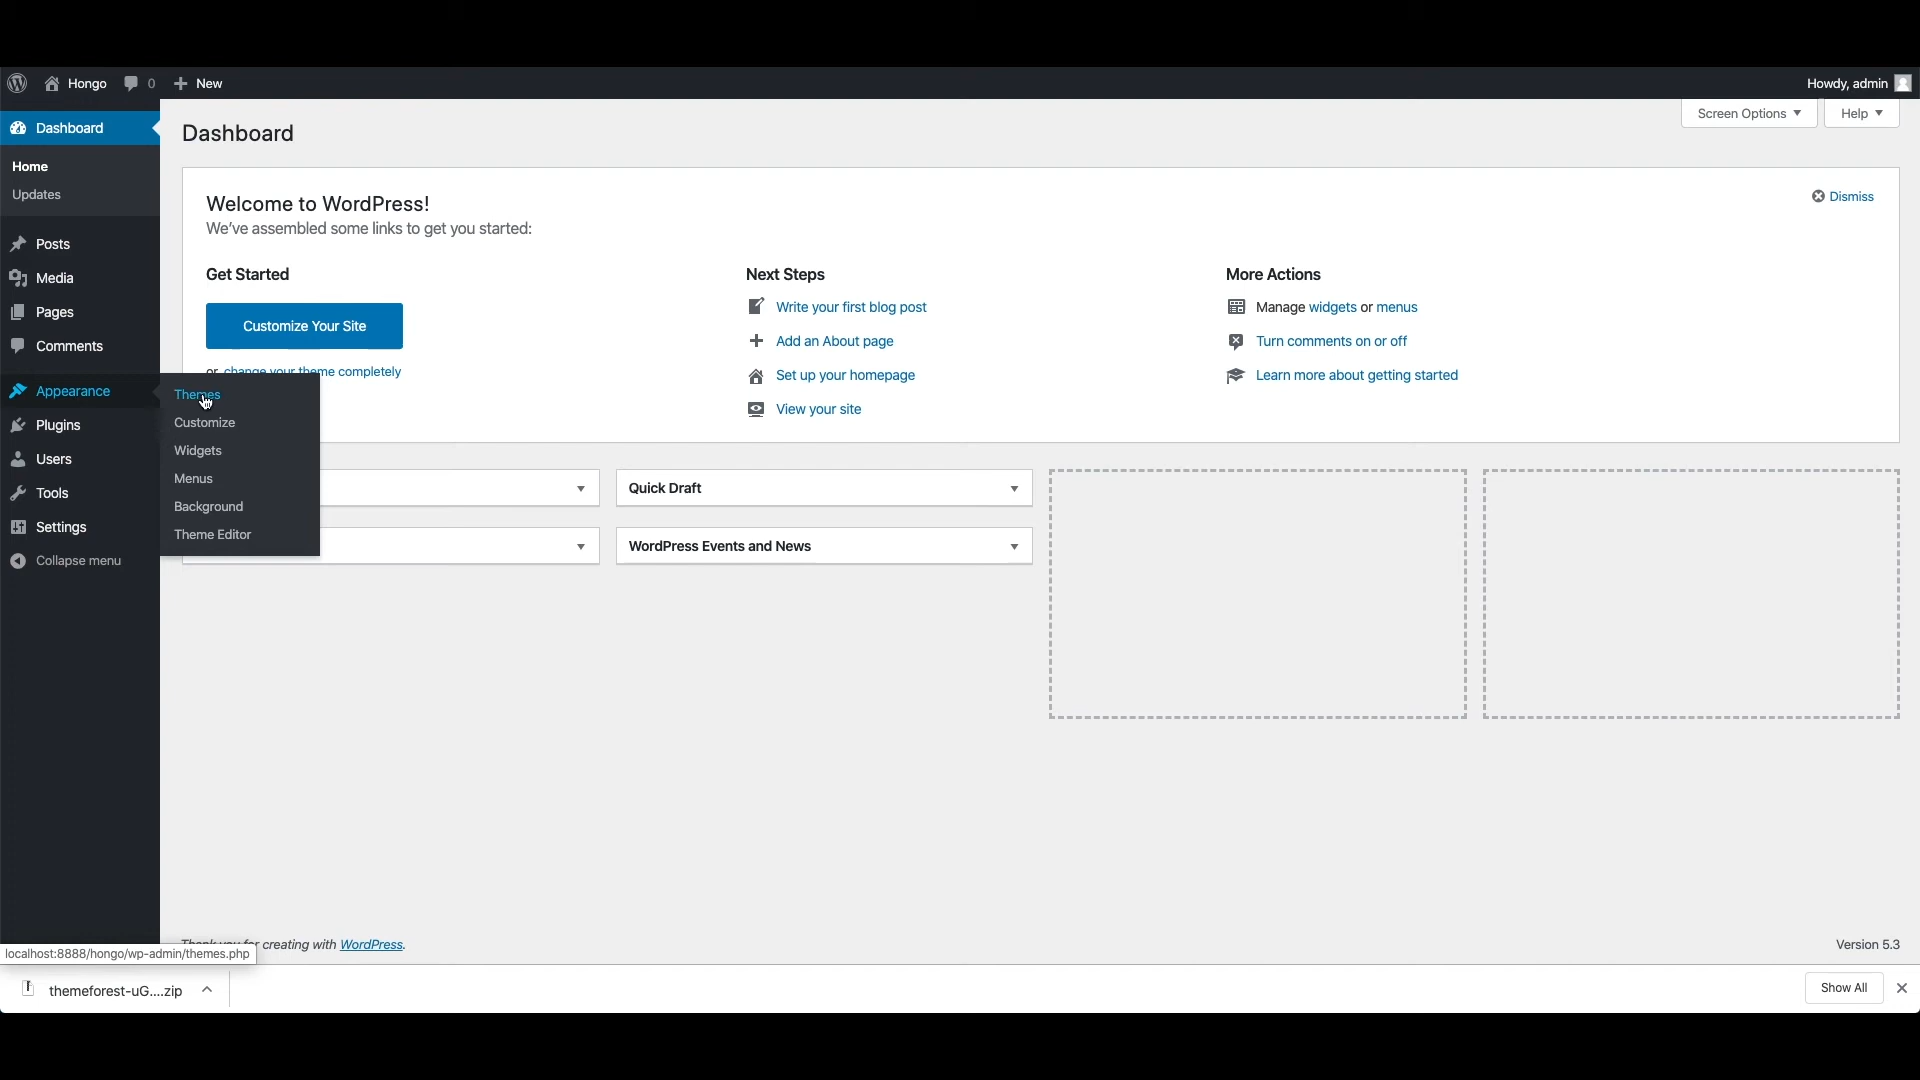 Hongo 0 New Howdy, admin
Dashboard
Home
Updates
Posts
Media
Pages
Comments
Appearance
Plugins
Users
Tools
Settings
Collapse menu
Themes
Customize
Widgets
Menus
Background
Theme Editor
Screen Options Help
Dashboard
Welcome to WordPress!
We've assembled some links to get you started:
Dismiss
Get Started
Customize Your Site
or change your theme completely
Next Steps
Write your first blog post
Add an About page
Set up your homepage
View your site
More Actions
Manage widgets or menus
Turn comments on or off
Learn more about getting started
Quick Draft
WordPress Events and News
Thank you for creating with WordPress.
Version 5.3
localhost:8888/hongo/wp-admin/themes.php
themeforest-uG....zip
Show All